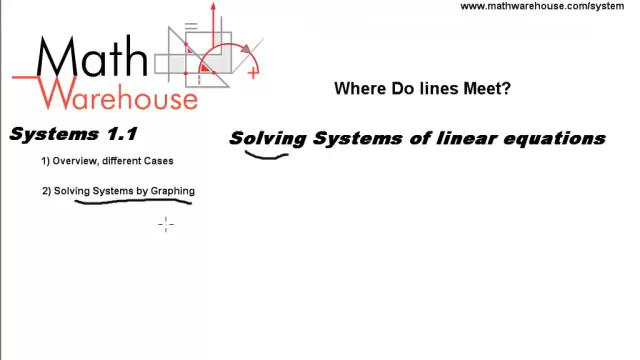 www.mathwarehouse.com/system
Math
Warehouse
Where Do lines Meet?
Systems 1.1
Solving Systems of linear equations
1) Overview, different Cases
2) Solving Systems by Graphing